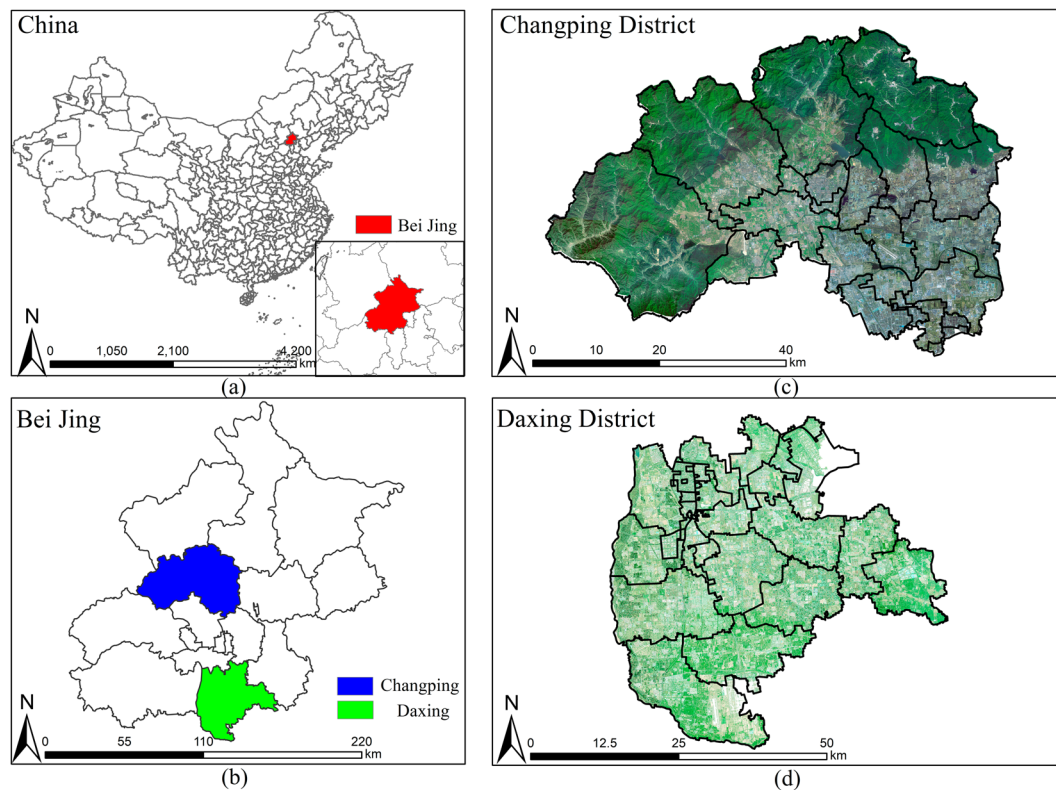 China
Bei Jing
N
0 1,050 2,100 4,200
km
(a)
Changping District
N
0 10 20 40
km
(c)
Bei Jing
Changping
Daxing
N
0 55 110 220
km
(b)
Daxing District
N
0 12.5 25 50
km
(d)